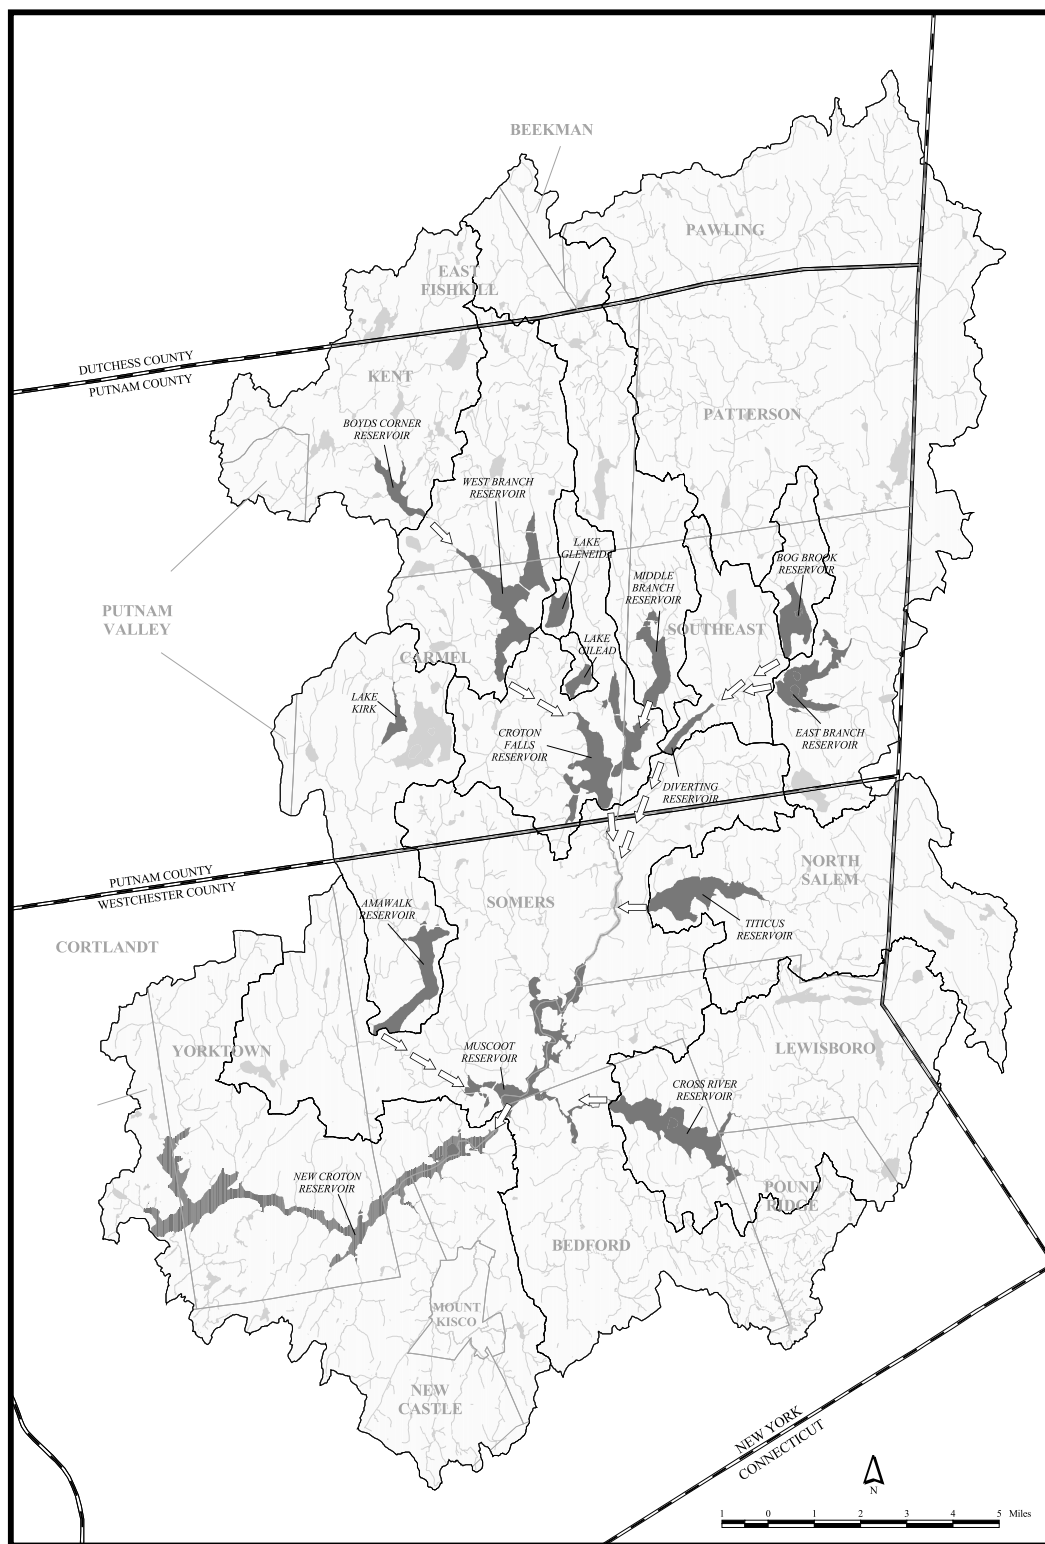 BEEKMAN
PAWLING
EAST
FISHKILL
DUTCHESS COUNTY
PUTNAM COUNTY
KENT
PATTERSON
BOYDS CORNER
RESERVOIR
WEST BRANCH
RESERVOIR
LAKE
GLENEIDA
BOG BROOK
RESERVOIR
MIDDLE
BRANCH
RESERVOIR
PUTNAM
VALLEY
SOUTHEAST
CARMEL
LAKE
GILEAD
LAKE
KIRK
CROTON
FALLS
RESERVOIR
EAST BRANCH
RESERVOIR
DIVERTING
RESERVOIR
PUTNAM COUNTY
WESTCHESTER COUNTY
NORTH
SALEM
AMAWALK
RESERVOIR
SOMERS
TITICUS
RESERVOIR
CORTLANDT
YORKTOWN
MUSCOOT
RESERVOIR
LEWISBORO
CROSS RIVER
RESERVOIR
NEW CROTON
RESERVOIR
POUND
RIDGE
BEDFORD
MOUNT
KISCO
NEW
CASTLE
NEW YORK
CONNECTICUT
N
1 0 1 2 3 4 5 Miles